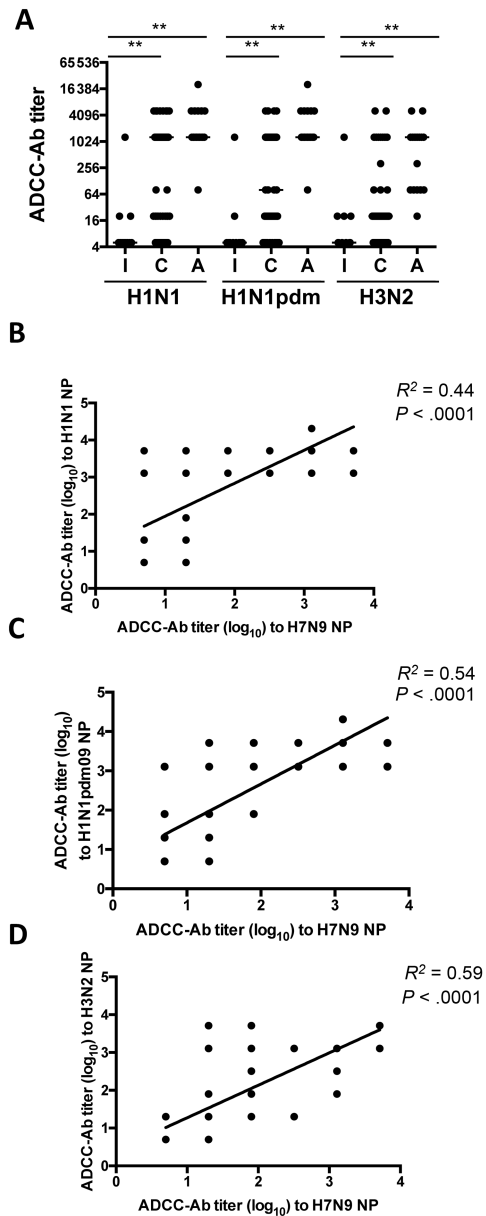 A
** ** **
** ** **
ADCC-Ab titer
65536
16384
4096
1024
256
64
16
4
I C A I C A I C A
H1N1 H1N1pdm H3N2
B
R² = 0.44
P < .0001
ADCC-Ab titer (log₁₀) to H1N1 NP
5
4
3
2
1
0
0 1 2 3 4
ADCC-Ab titer (log₁₀) to H7N9 NP
C
R² = 0.54
P < .0001
ADCC-Ab titer (log₁₀)
to H1N1pdm09 NP
5
4
3
2
1
0
0 1 2 3 4
ADCC-Ab titer (log₁₀) to H7N9 NP
D
R² = 0.59
P < .0001
ADCC-Ab titer (log₁₀) to H3N2 NP
5
4
3
2
1
0
0 1 2 3 4
ADCC-Ab titer (log₁₀) to H7N9 NP